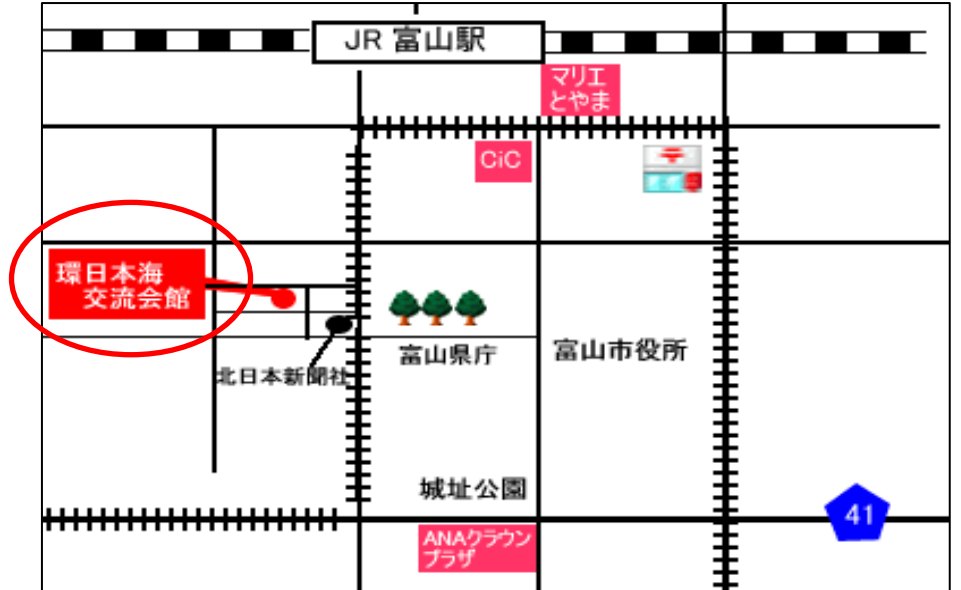 JR 富山駅
マリエ
とやま
CiC
環日本海
交流会館
富山県庁
富山市役所
北日本新聞社
城址公園
41
ANAクラウン
プラザ